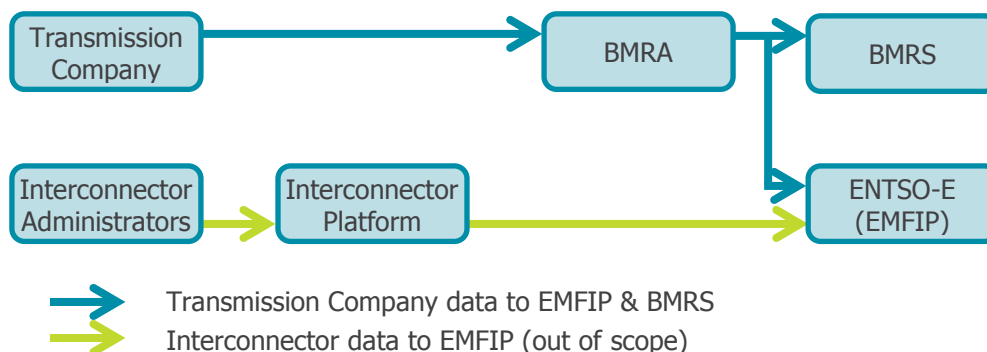 Transmission
Company
BMRA
BMRS
Interconnector
Administrators
Interconnector
Platform
ENTSO-E
(EMFIP)
Transmission Company data to EMFIP & BMRS
Interconnector data to EMFIP (out of scope)